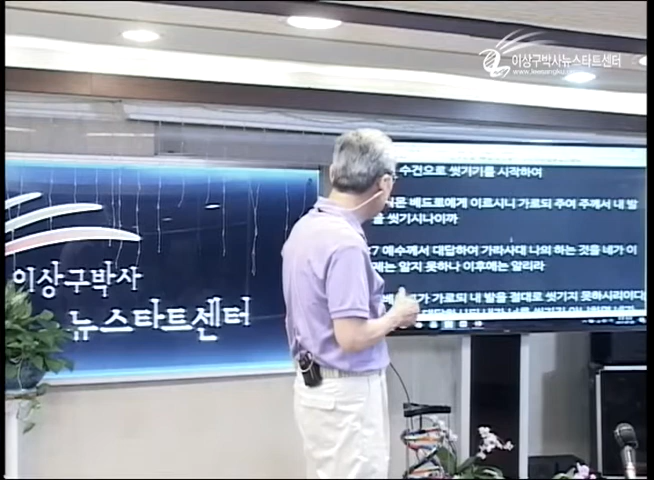 이상구박사뉴스타트센터
www.leesangku.com
수건으로 씻기기를 시작하여
베드로에게 이르시니 가로되 주여 주께서 내 발
씻기시나이까
7 예수께서 대답하여 가라사대 나의 하는 것을 네가 이
는 알지 못하나 이후에는 알리라
가 가로되 내 발을 절대로 씻기지 못하시리이다
이상구박사
뉴스타트센터